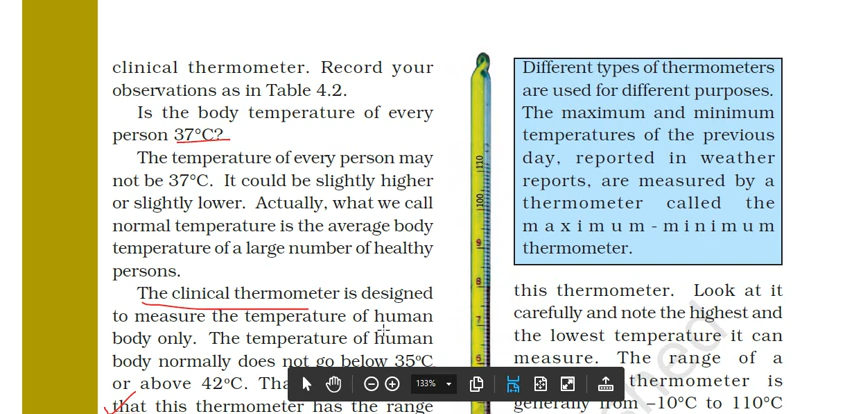 clinical thermometer. Record your
observations as in Table 4.2.
Is the body temperature of every
person 37°C?
The temperature of every person may
not be 37°C. It could be slightly higher
or slightly lower. Actually, what we call
normal temperature is the average body
temperature of a large number of healthy
persons.
The clinical thermometer is designed
to measure the temperature of human
body only. The temperature of human
body normally does not go below 35°C
or above 42°C. Tha
that this thermometer has the range
110
100
9
8
7
6
Different types of thermometers
are used for different purposes.
The maximum and minimum
temperatures of the previous
day, reported in weather
reports, are measured by a
thermometer called the
maximum-minimum
thermometer.
this thermometer. Look at it
carefully and note the highest and
the lowest temperature it can
measure. The range of a
thermometer is
generally from –10°C to 110°C
133%